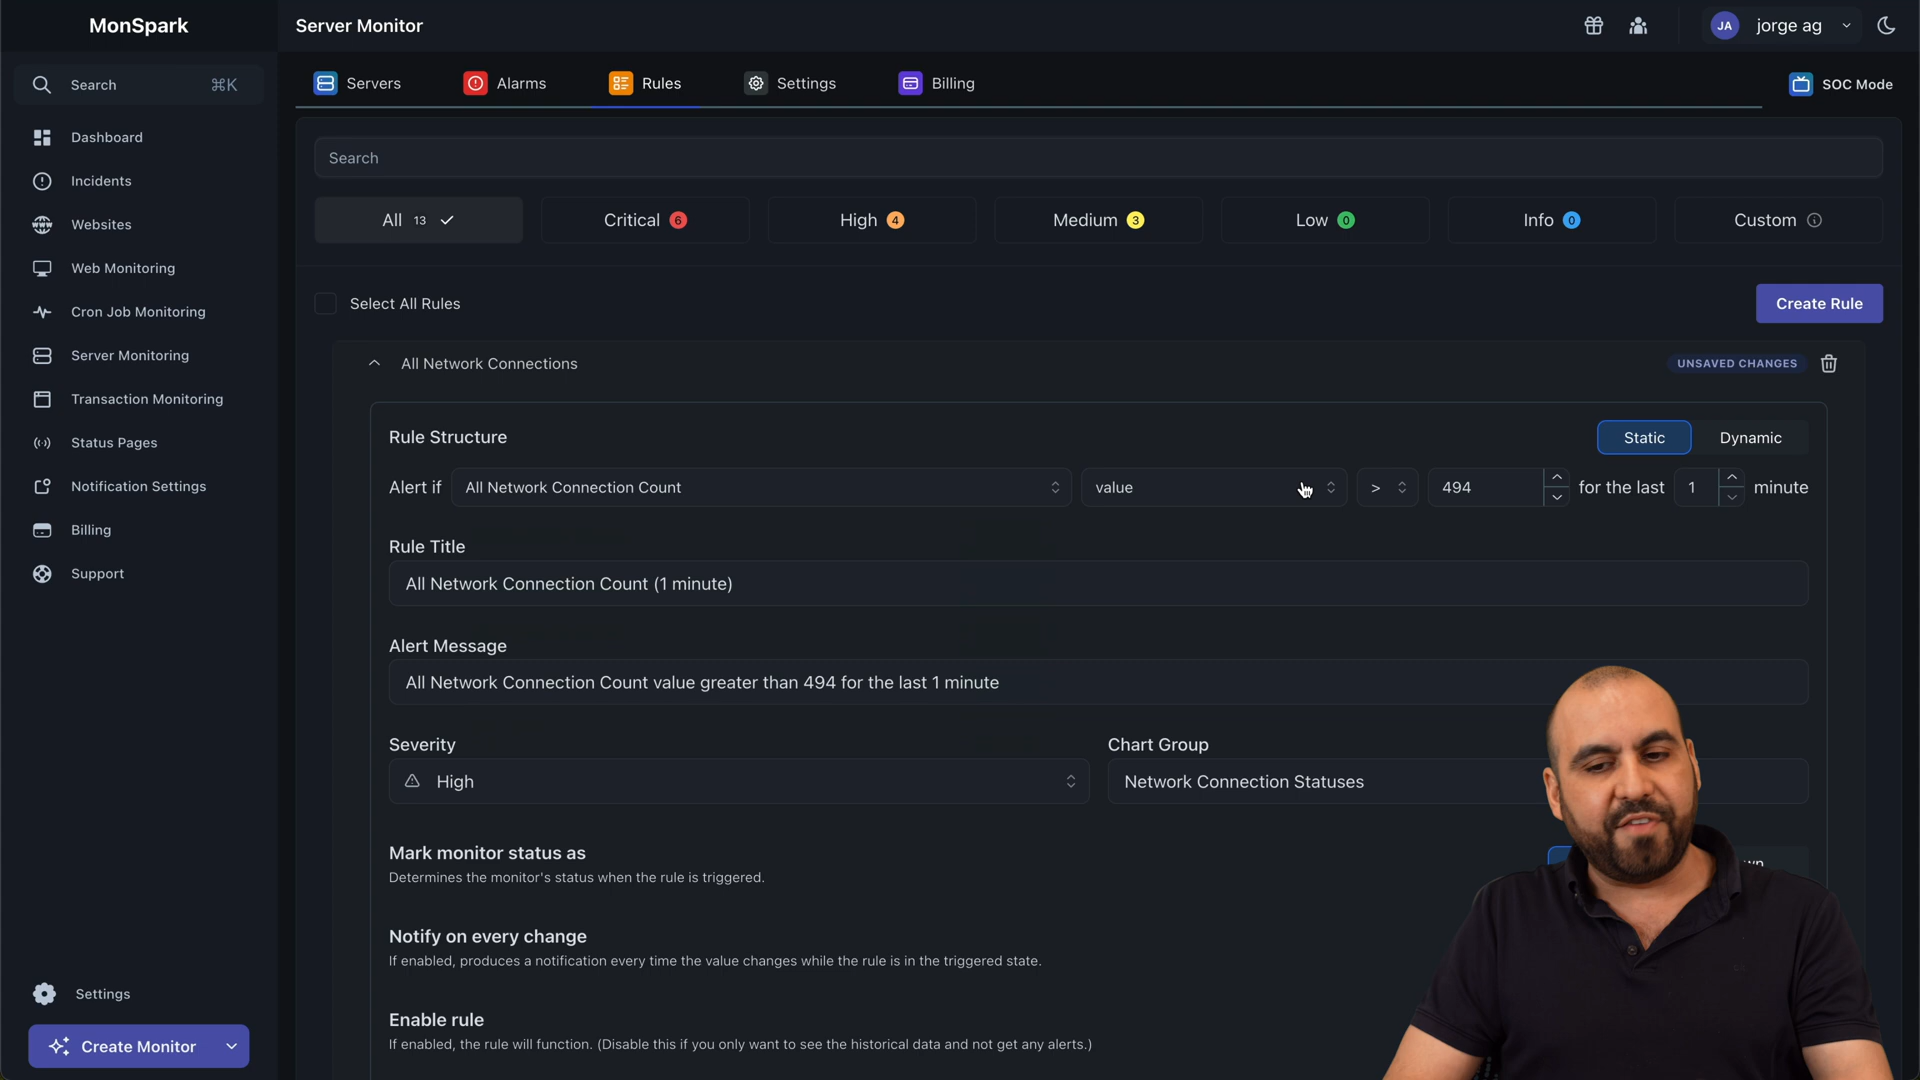 MonSpark
Server Monitor
JA
jorge ag
Search
⌘K
Servers
Alarms
Rules
Settings
Billing
SOC Mode
Dashboard
Incidents
Websites
Web Monitoring
Cron Job Monitoring
Server Monitoring
Transaction Monitoring
Status Pages
Notification Settings
Billing
Support
Settings
Create Monitor
Search
All 13
Critical 6
High 4
Medium 3
Low 0
Info 0
Custom
Select All Rules
Create Rule
All Network Connections
UNSAVED CHANGES
Rule Structure
Static
Dynamic
Alert if All Network Connection Count value > 494 for the last 1 minute
Rule Title
All Network Connection Count (1 minute)
Alert Message
All Network Connection Count value greater than 494 for the last 1 minute
Severity
High
Chart Group
Network Connection Statuses
Mark monitor status as
Determines the monitor's status when the rule is triggered.
Notify on every change
If enabled, produces a notification every time the value changes while the rule is in the triggered state.
Enable rule
If enabled, the rule will function. (Disable this if you only want to see the historical data and not get any alerts.)